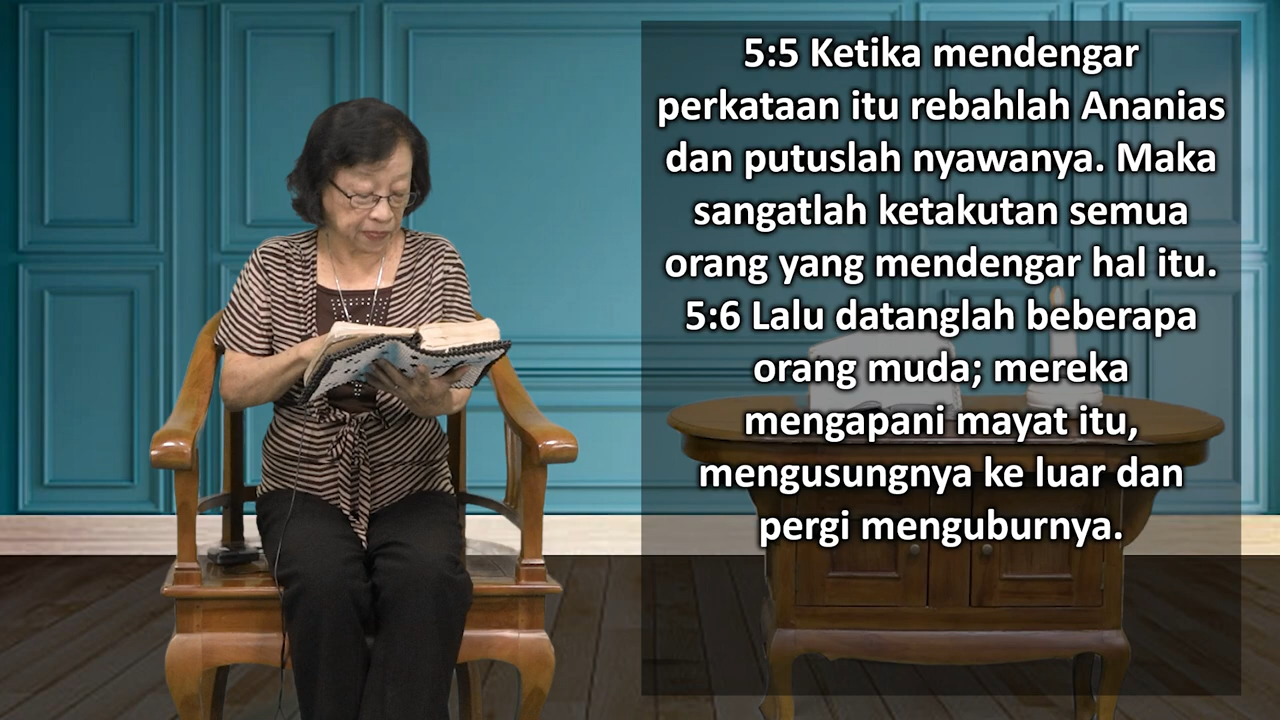 5:5 Ketika mendengar
perkataan itu rebahlah Ananias
dan putuslah nyawanya. Maka
sangatlah ketakutan semua
orang yang mendengar hal itu.
5:6 Lalu datanglah beberapa
orang muda; mereka
mengapani mayat itu,
mengusungnya ke luar dan
pergi menguburnya.